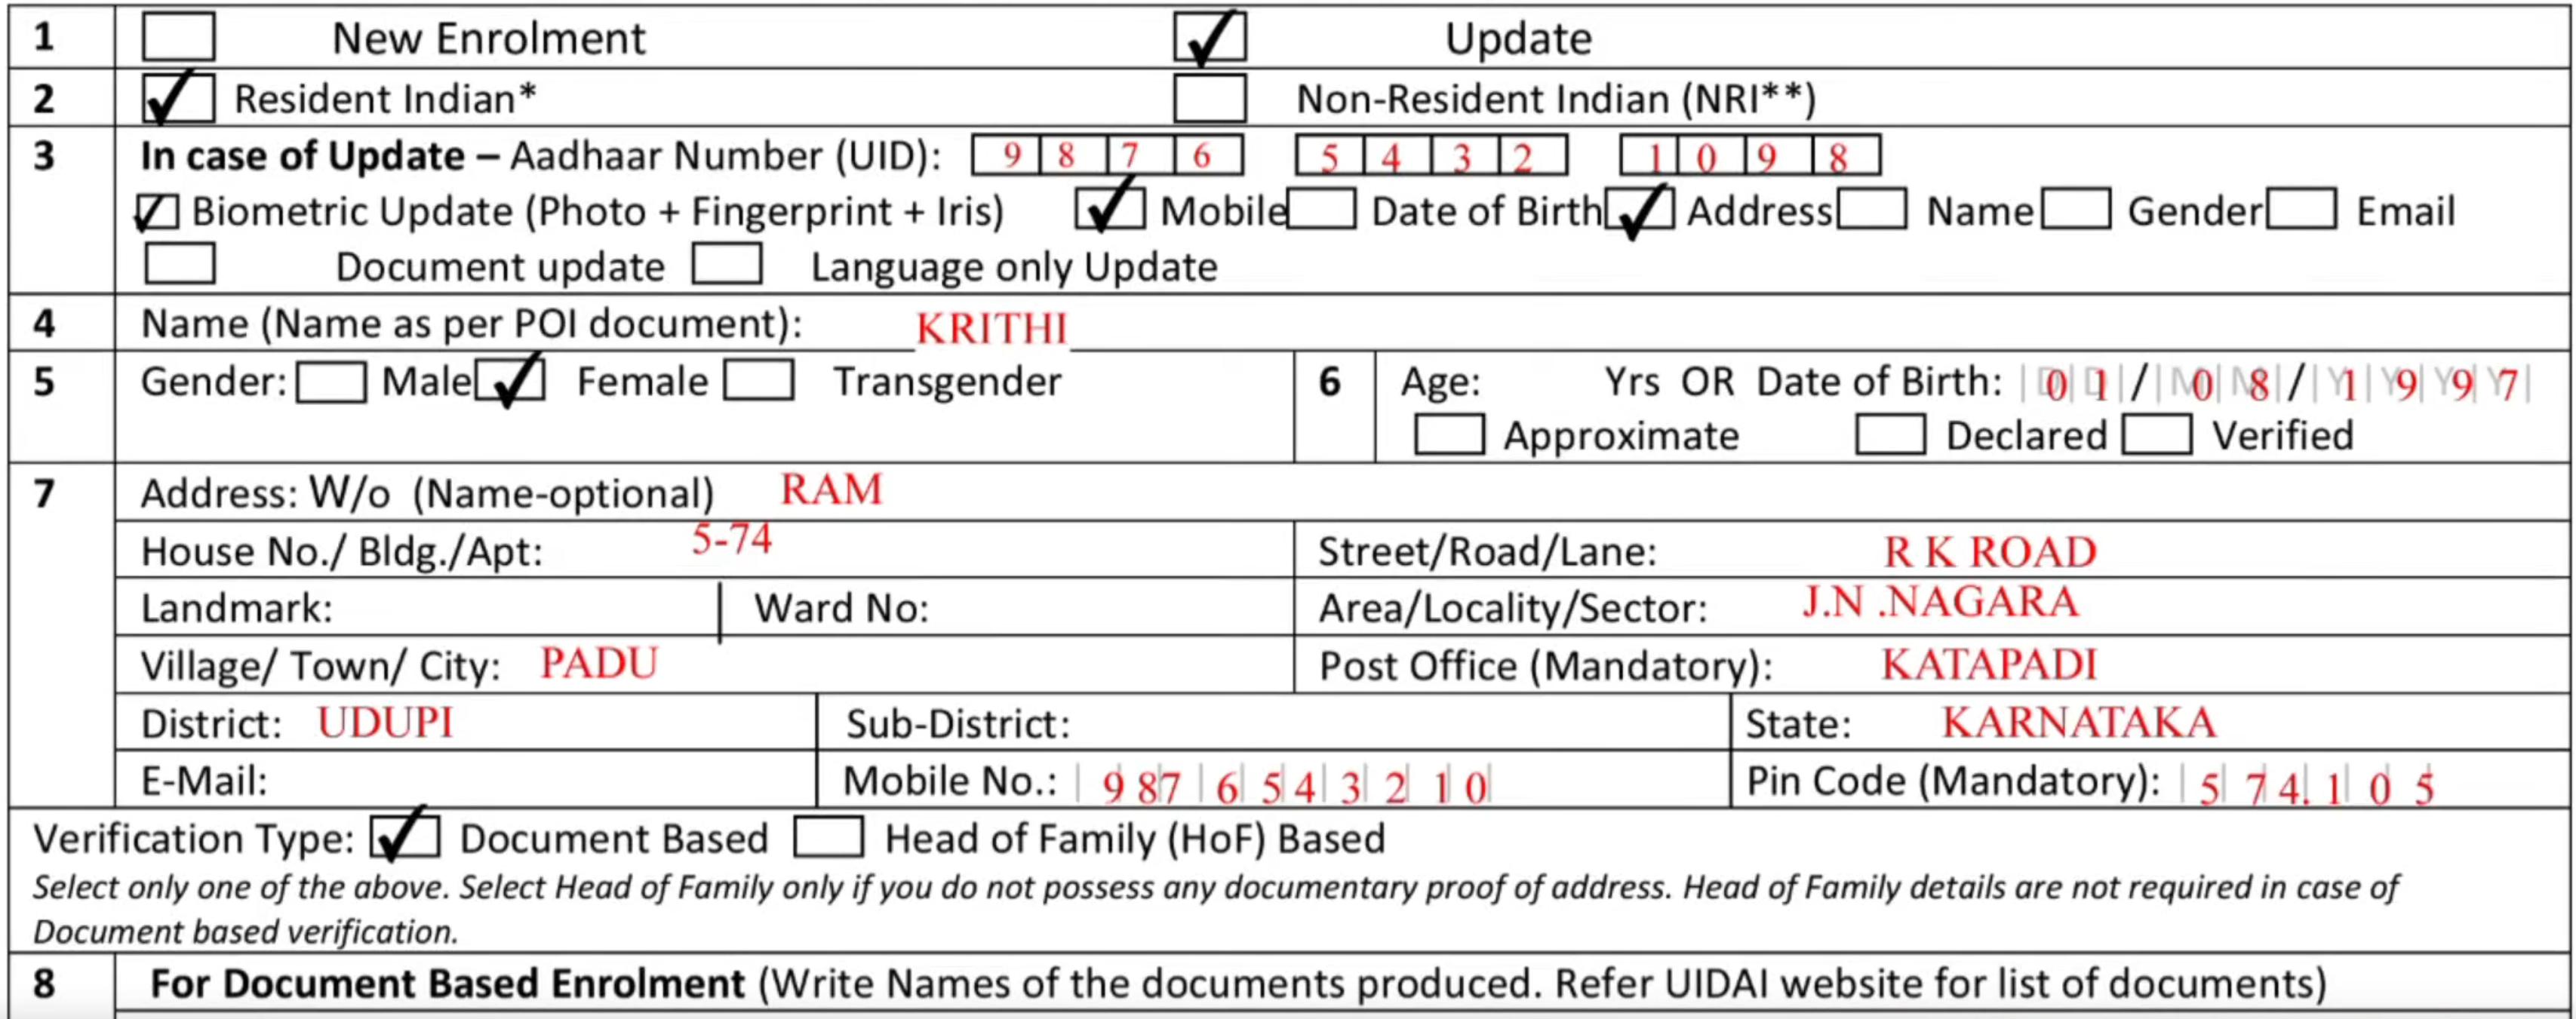 1 New Enrolment Update
2 Resident Indian* Non-Resident Indian (NRI**)
3 In case of Update – Aadhaar Number (UID): 9 8 7 6 5 4 3 2 1 0 9 8
Biometric Update (Photo + Fingerprint + Iris) Mobile Date of Birth Address Name Gender Email
Document update Language only Update
4 Name (Name as per POI document): KRITHI
5 Gender: Male Female Transgender 6 Age: Yrs OR Date of Birth: 0 1 / 0 8 / 1 9 9 7
Approximate Declared Verified
7 Address: W/o (Name-optional) RAM
House No./ Bldg./Apt: 5-74 Street/Road/Lane: R K ROAD
Landmark: Ward No: Area/Locality/Sector: J.N .NAGARA
Village/ Town/ City: PADU Post Office (Mandatory): KATAPADI
District: UDUPI Sub-District: State: KARNATAKA
E-Mail: Mobile No.: 9 8 7 6 5 4 3 2 1 0 Pin Code (Mandatory): 5 7 4. 1 0 5
Verification Type: Document Based Head of Family (HoF) Based
Select only one of the above. Select Head of Family only if you do not possess any documentary proof of address. Head of Family details are not required in case of
Document based verification.
8 For Document Based Enrolment (Write Names of the documents produced. Refer UIDAI website for list of documents)